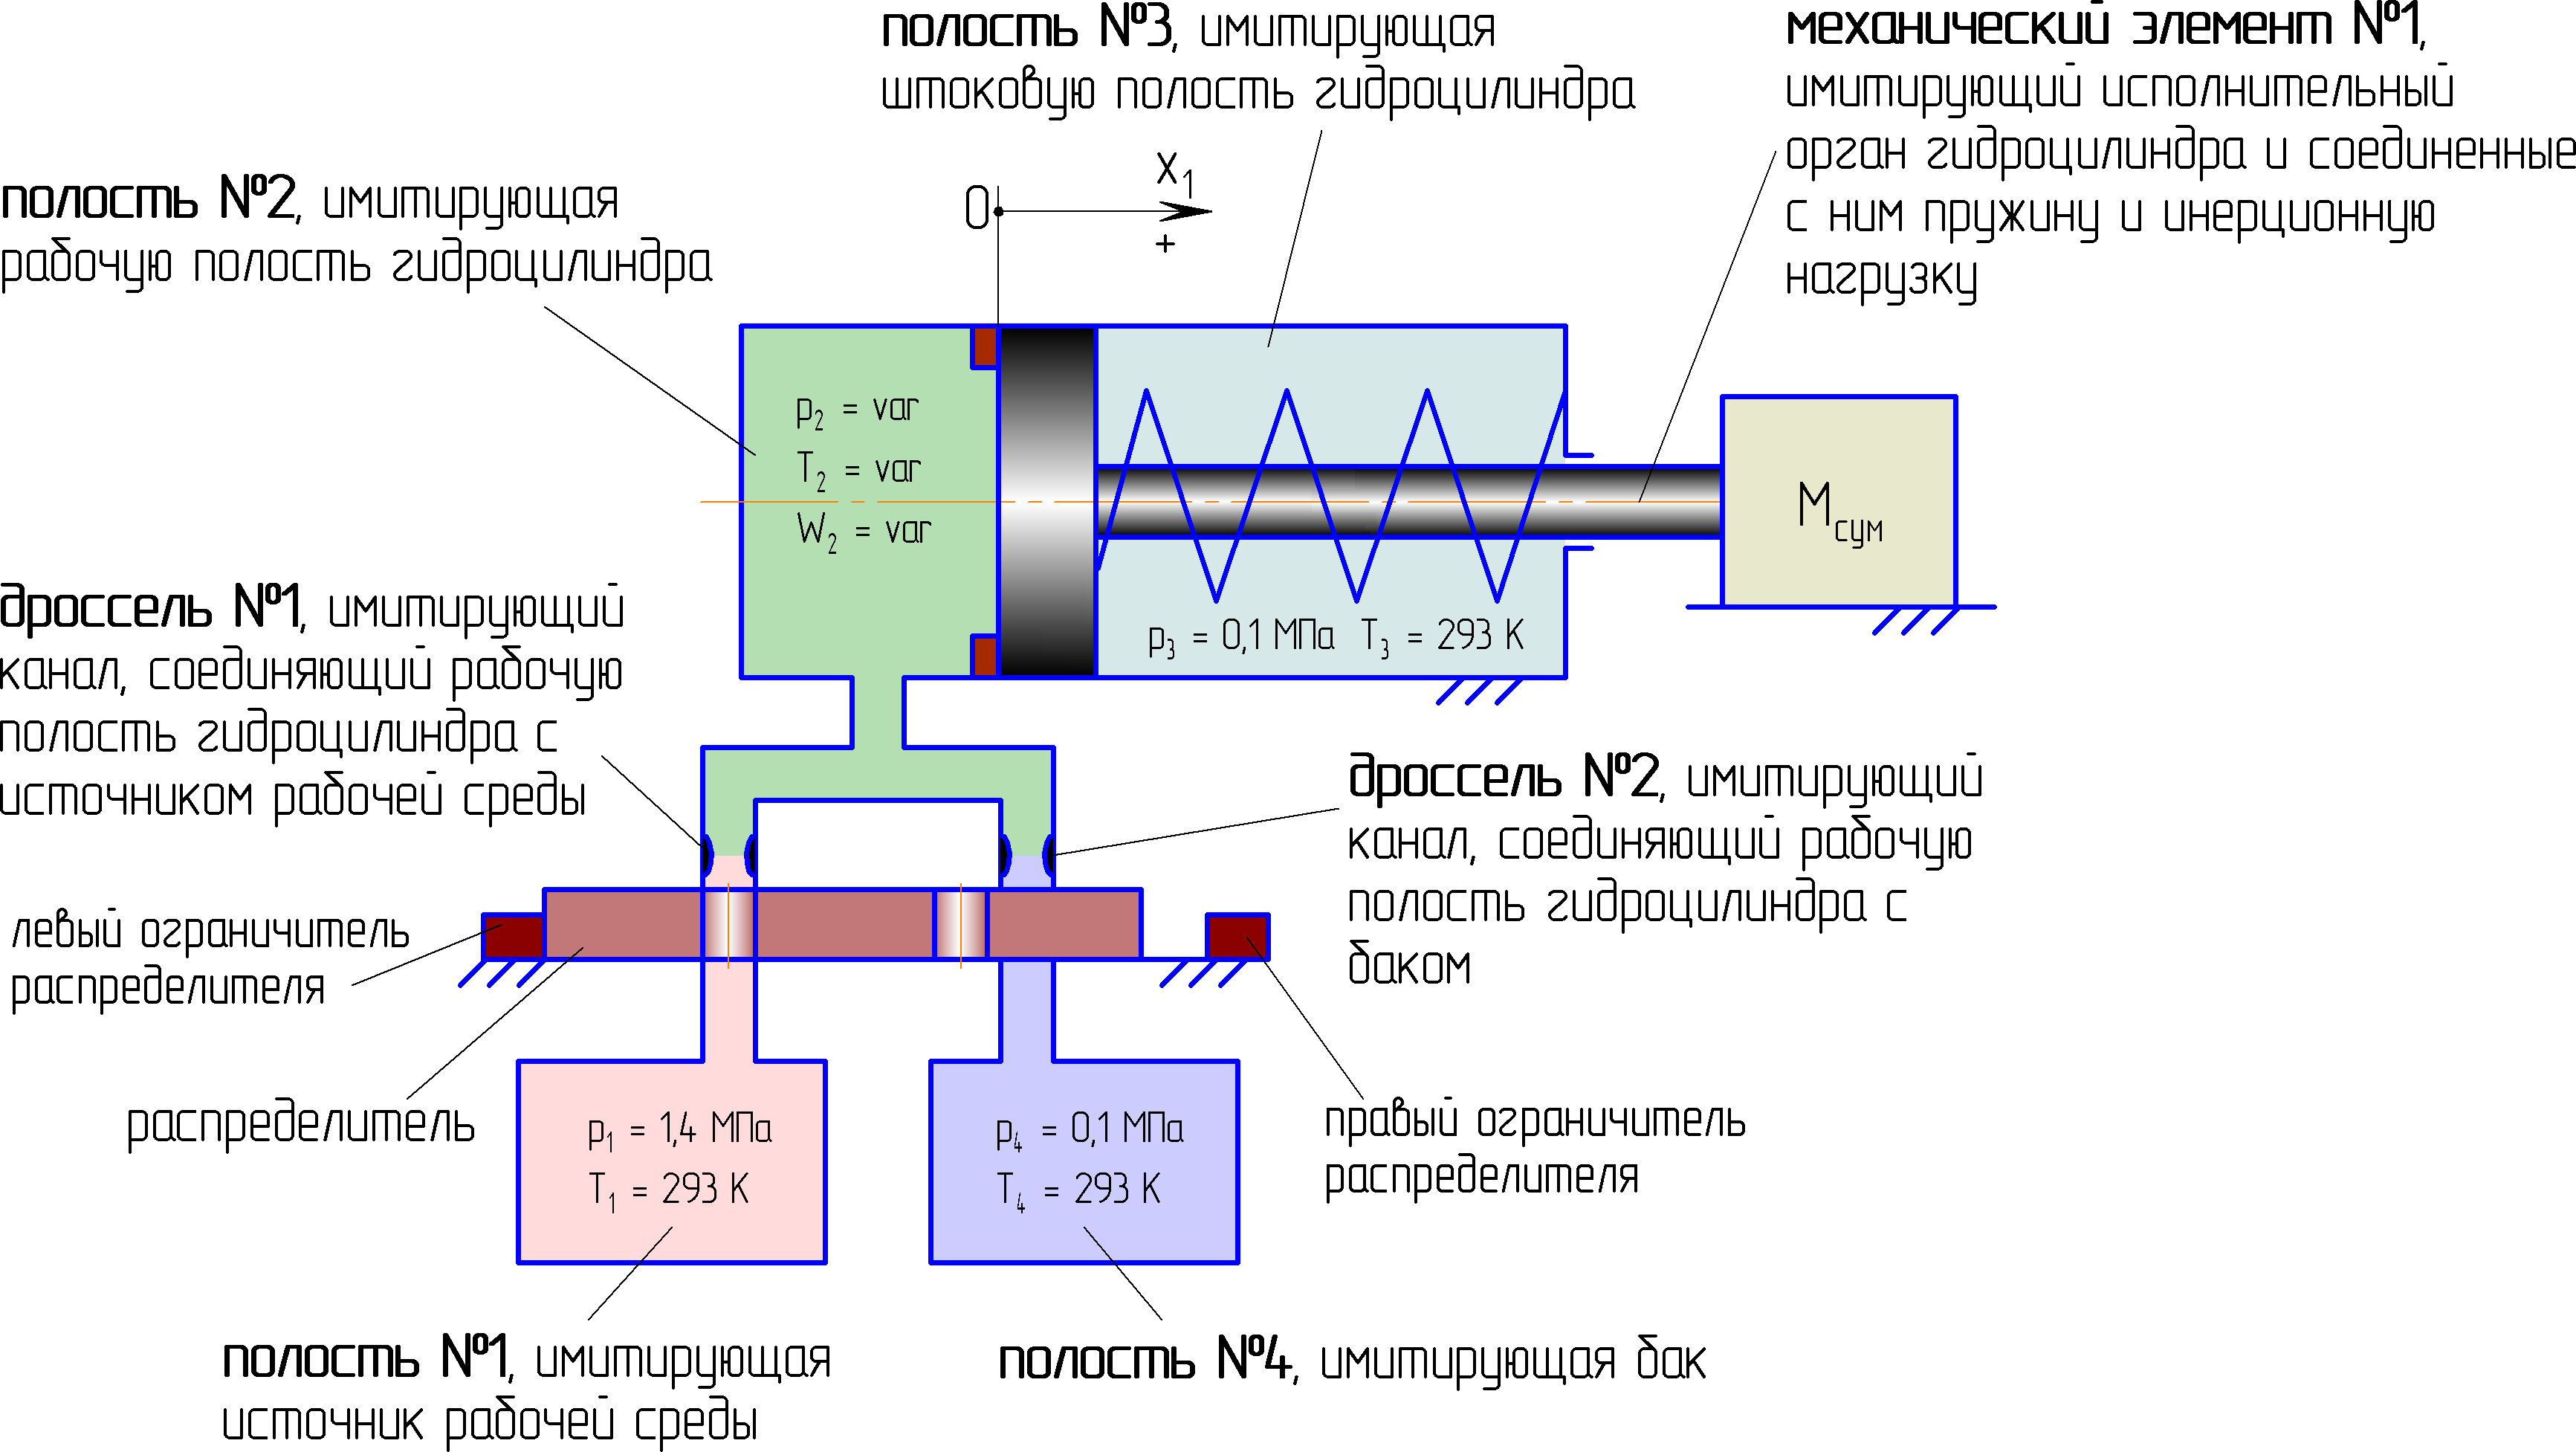 полость №3, имитирующая
штоковую полость гидроцилиндра
механический элемент №1,
имитирующий исполнительный
орган гидроцилиндра и соединенные
с ним пружину и инерционную
нагрузку
полость №2, имитирующая
рабочую полость гидроцилиндра
0
X1
+
p2 = var
T2 = var
W2 = var
Mсум
p3 = 0,1 МПа T3 = 293 К
дроссель №1, имитирующий
канал, соединяющий рабочую
полость гидроцилиндра с
источником рабочей среды
дроссель №2, имитирующий
канал, соединяющий рабочую
полость гидроцилиндра с
баком
левый ограничитель
распределителя
распределитель
p1 = 1,4 МПа
T1 = 293 К
p4 = 0,1 МПа
T4 = 293 К
правый ограничитель
распределителя
полость №1, имитирующая
источник рабочей среды
полость №4, имитирующая бак